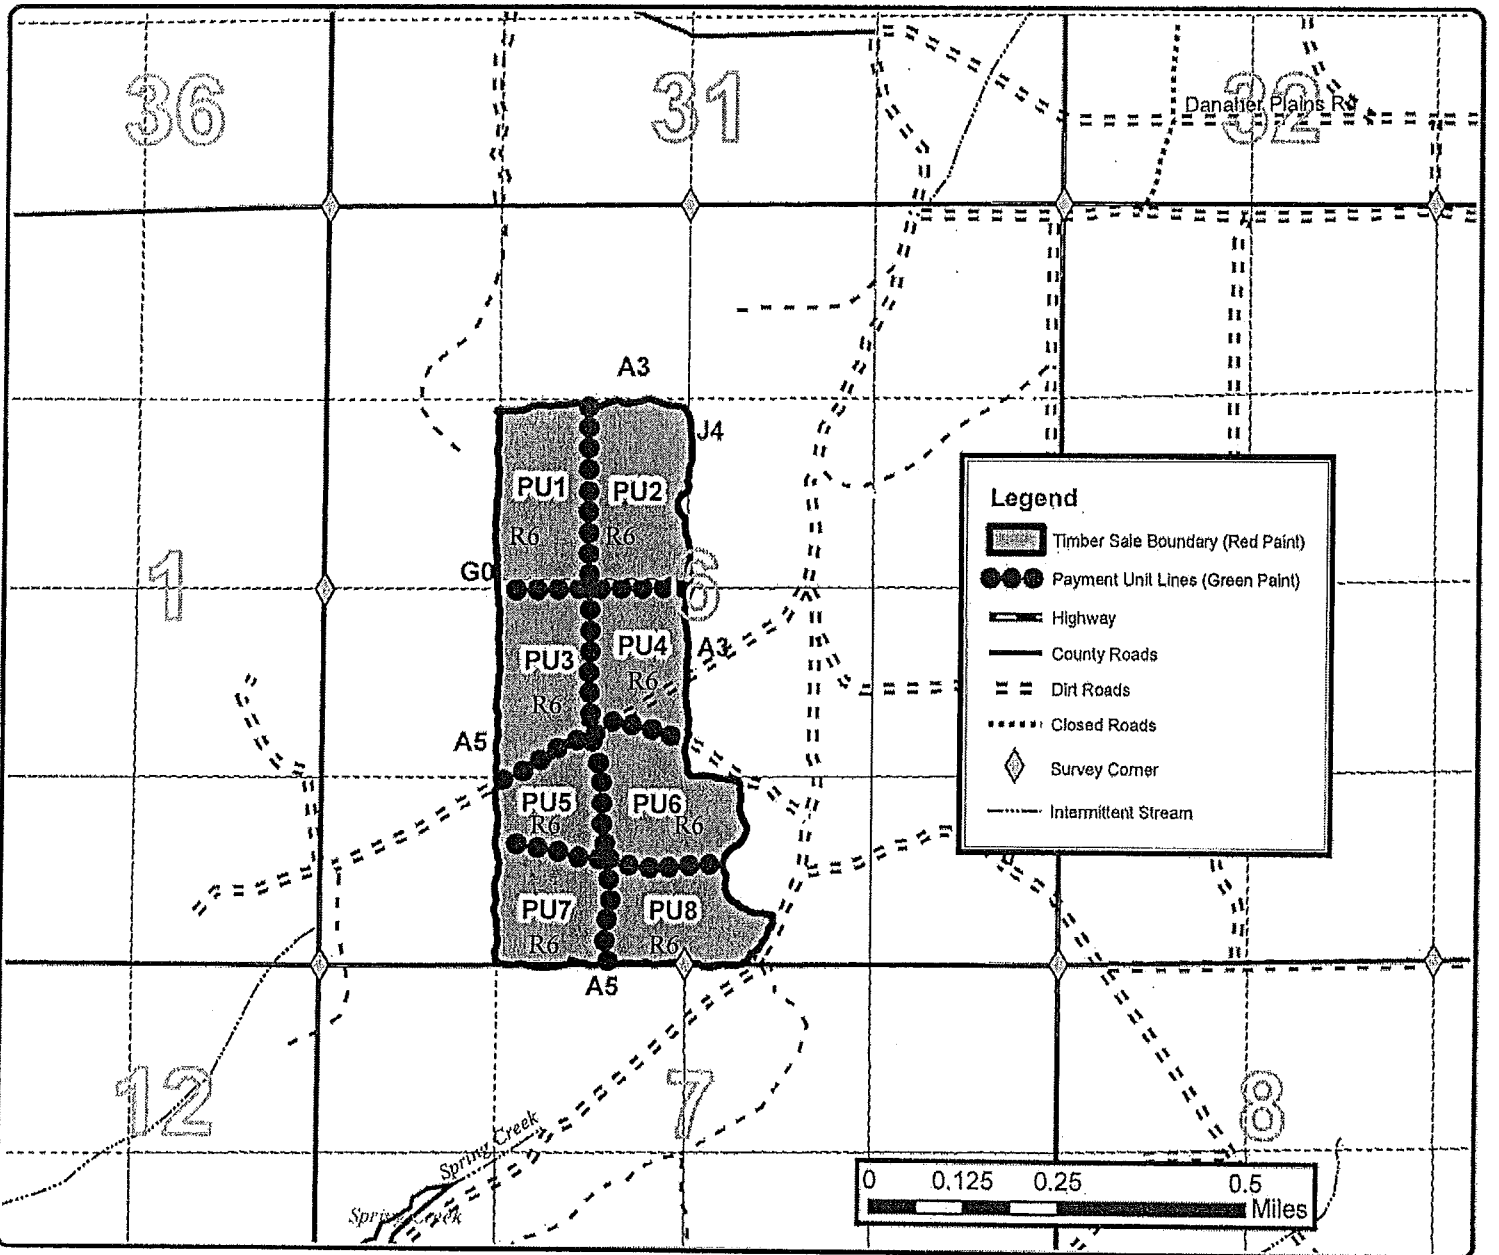 36
31
32
Danaher Plains Rd
A3
J4
PU1
PU2
R6
R6
G0
6
1
PU3
PU4
A3
R6
R6
A5
PU5
PU6
R6
R6
PU7
PU8
R6
R6
A5
Legend
Timber Sale Boundary (Red Paint)
Payment Unit Lines (Green Paint)
Highway
County Roads
Dirt Roads
Closed Roads
Survey Corner
Intermittent Stream
12
7
8
Spring Creek
Spring Creek
0 0.125 0.25 0.5
Miles